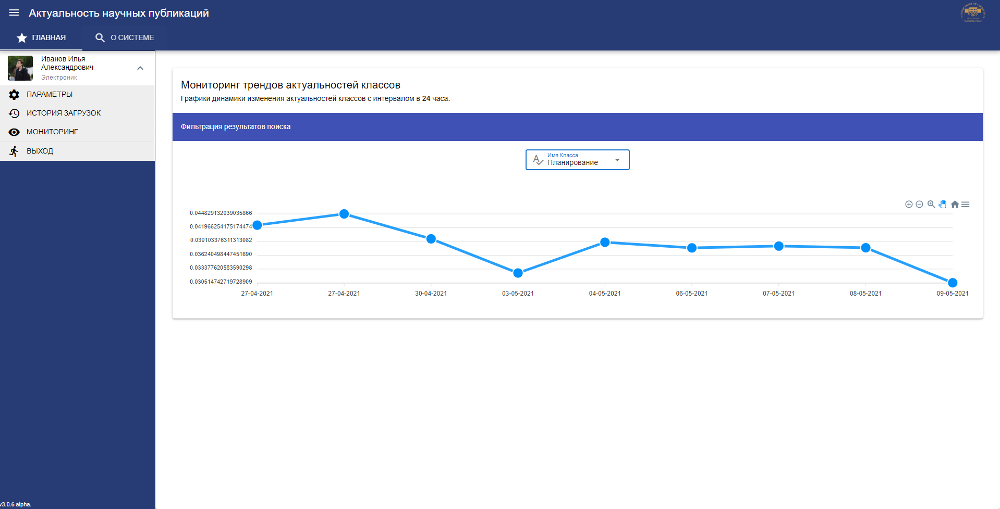 Актуальность научных публикаций
ГЛАВНАЯ
О СИСТЕМЕ
Иванов Илья
Александрович
Электроник
ПАРАМЕТРЫ
ИСТОРИЯ ЗАГРУЗОК
МОНИТОРИНГ
ВЫХОД
Мониторинг трендов актуальностей классов
Графики динамики изменения актуальностей классов с интервалом в 24 часа.
Фильтрация результатов поиска
Имя Класса
Планирование
0.044829132039035866
0.041966254175174474
0.039103376311313082
0.036240498447451690
0.033377620583590298
0.030514742719728909
27-04-2021
27-04-2021
30-04-2021
03-05-2021
04-05-2021
06-05-2021
07-05-2021
08-05-2021
09-05-2021
v3.0.6 alpha.